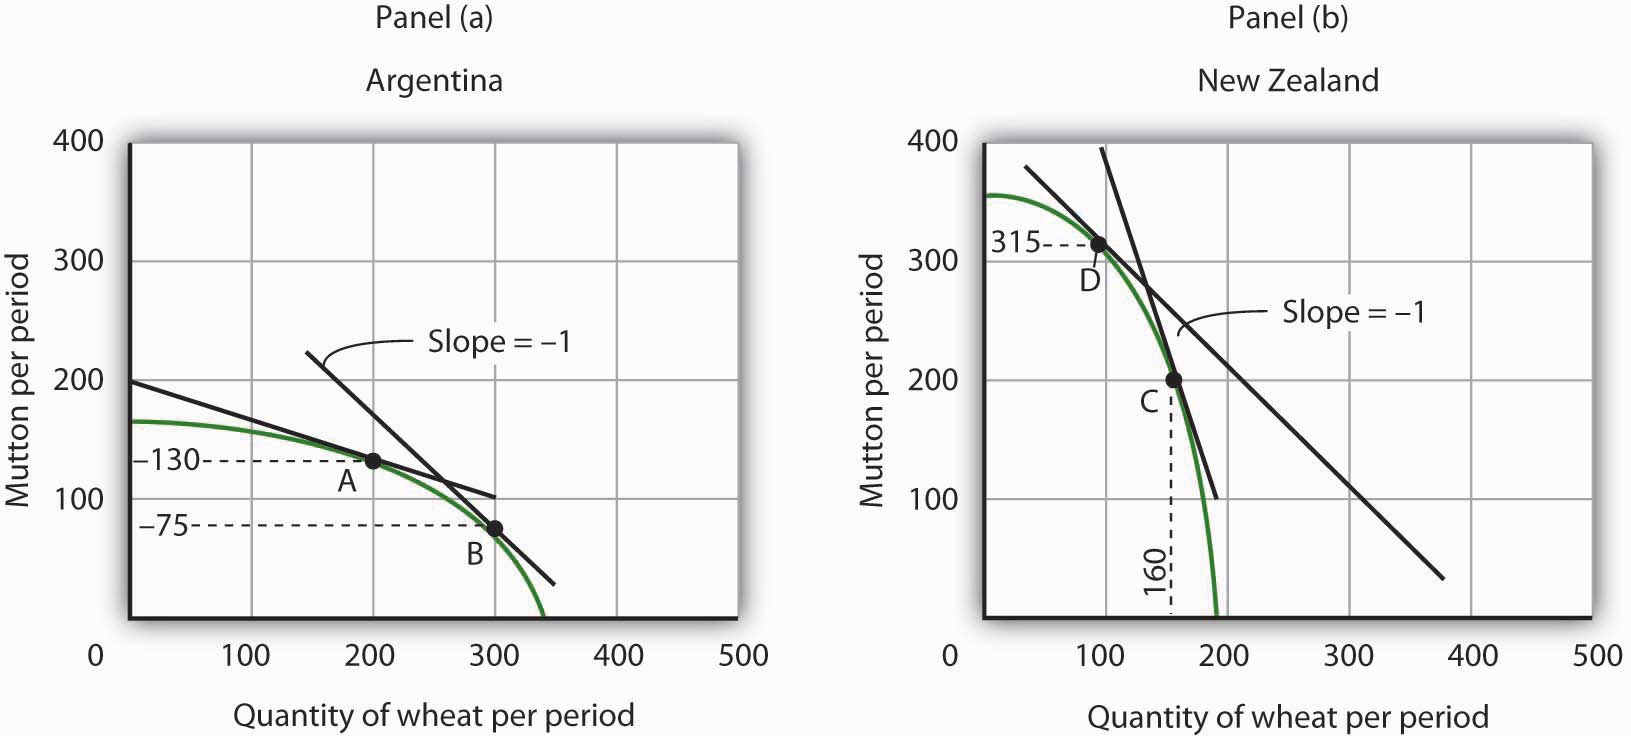 Panel (a)
Argentina
Mutton per period
400
300
200
100
0
–130
–75
A
B
Slope = –1
100 200 300 400 500
Quantity of wheat per period
Panel (b)
New Zealand
Mutton per period
400
300
200
100
0
315
D
C
160
Slope = –1
100 200 300 400 500
Quantity of wheat per period